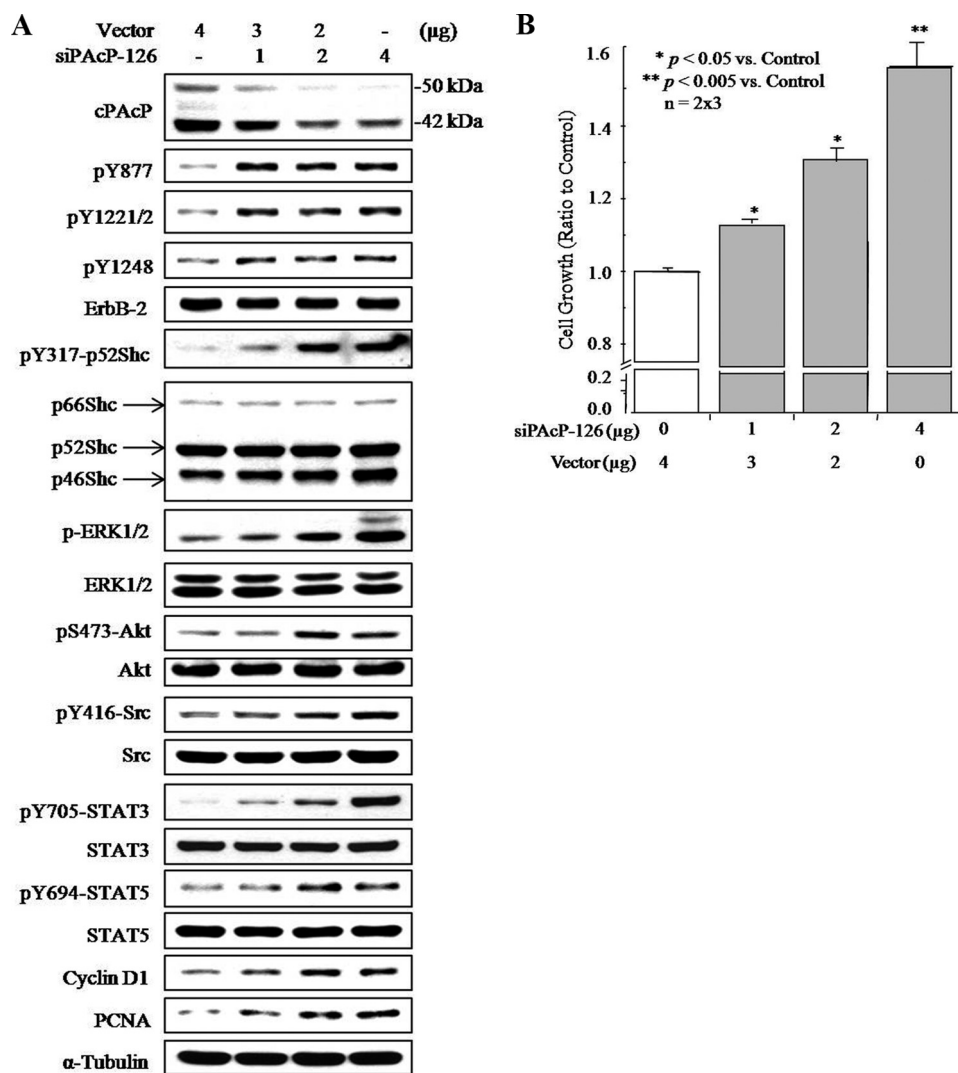 A
Vector 4 3 2 - (μg)
siPAcP-126 - 1 2 4
cPAcP
-50 kDa
-42 kDa
pY877
pY1221/2
pY1248
ErbB-2
pY317-p52Shc
p66Shc
p52Shc
p46Shc
p-ERK1/2
ERK1/2
pS473-Akt
Akt
pY416-Src
Src
pY705-STAT3
STAT3
pY694-STAT5
STAT5
Cyclin D1
PCNA
α-Tubulin
B
Cell Growth (Ratio to Control)
1.6
1.4
1.2
1.0
0.8
0.2
0.0
* p < 0.05 vs. Control
** p < 0.005 vs. Control
n = 2x3
*
*
**
siPAcP-126 (μg) 0 1 2 4
Vector (μg) 4 3 2 0